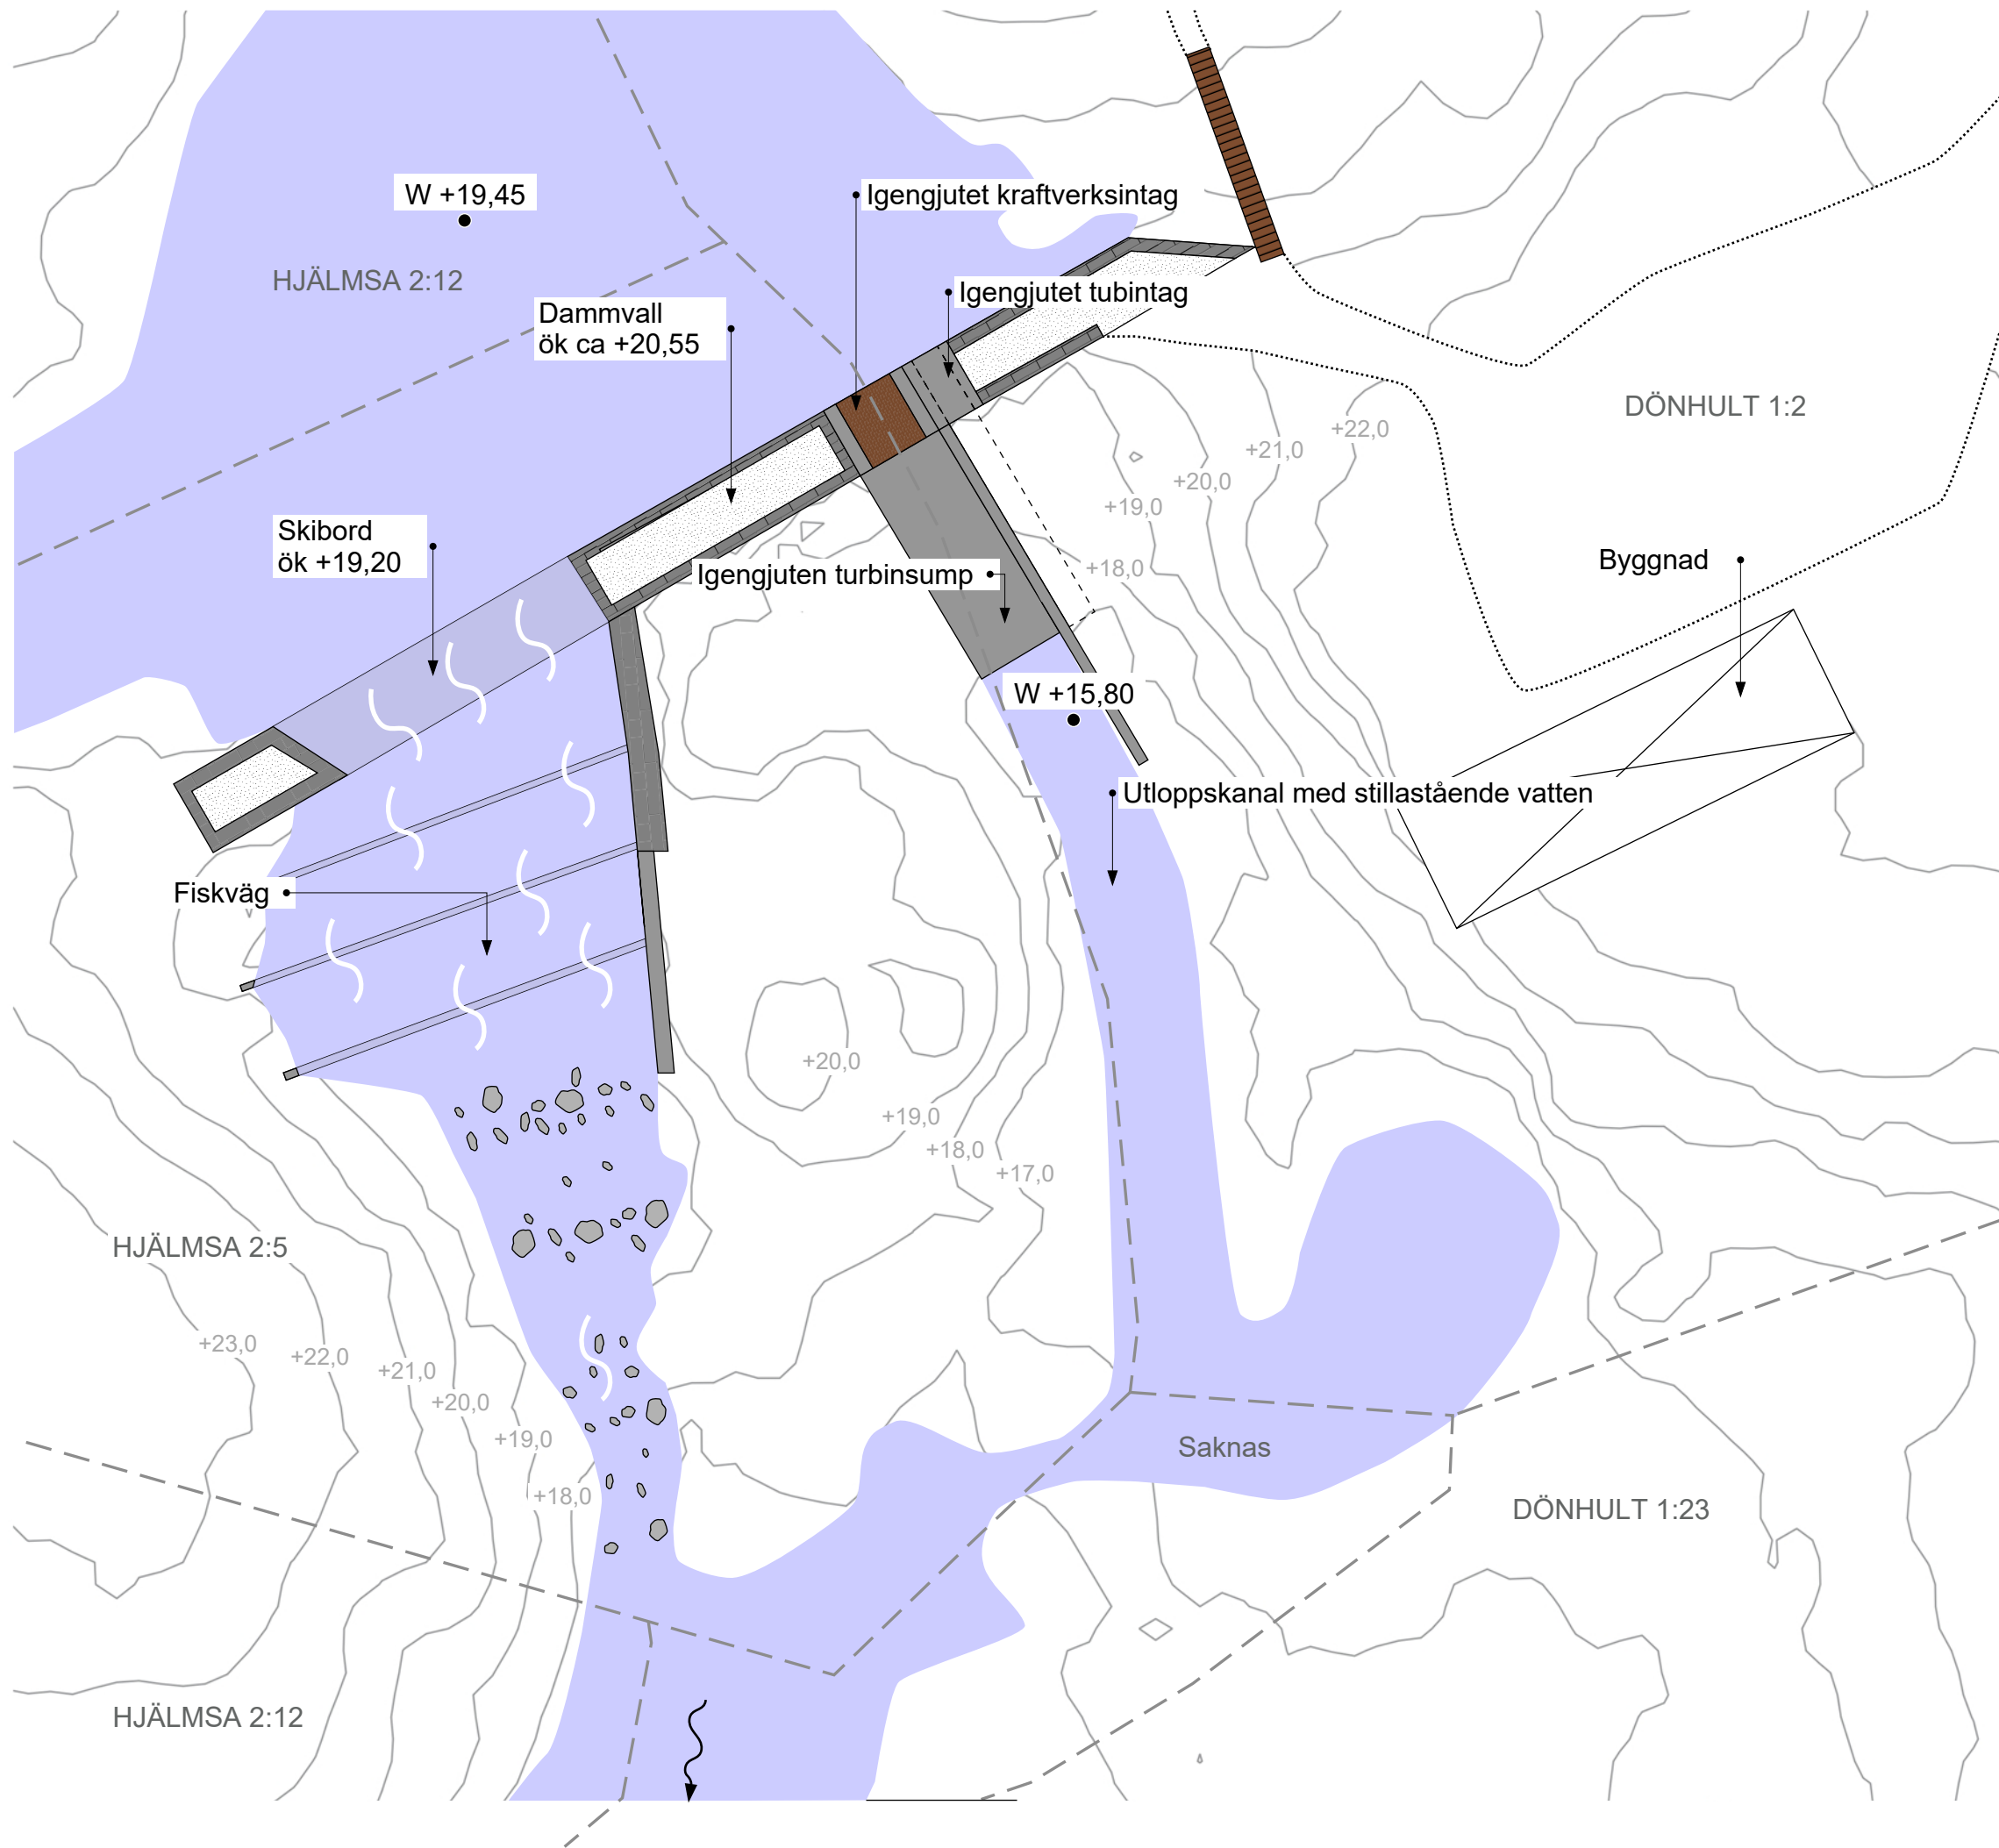 W +19,45
Igengjutet kraftverksintag
HJÄLMSA 2:12
Igengjutet tubintag
Dammvall
ök ca +20,55
DÖNHULT 1:2
+22,0
+21,0
+20,0
+19,0
Skibord
ök +19,20
Igengjuten turbinsump
+18,0
Byggnad
W +15,80
Utloppskanal med stillastående vatten
Fiskväg
+20,0
+19,0
+18,0
+17,0
HJÄLMSA 2:5
+23,0
+22,0
+21,0
+20,0
+19,0
+18,0
Saknas
DÖNHULT 1:23
HJÄLMSA 2:12